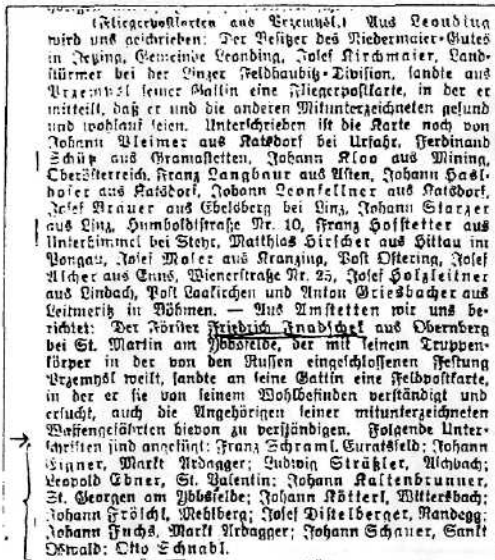 (Fliegerpostkarten aus Przemysl.) Aus Leonding
wird uns geschrieben: Der Besitzer des Niedermaier-Gutes
in Jetzing, Gemeinde Leonding, Josef Kirchmaier, Land-
stürmer bei der Linzer Feldhaubitz-Division, sandte aus
Przemysl seiner Gattin eine Fliegerpostkarte, in der er
mitteilt, daß er und die anderen Mitunterzeichneten gesund
und wohlauf seien. Unterschrieben ist die Karte noch von
Johann Pleimer aus Katsdorf bei Urfahr, Ferdinand
Schütz aus Gramastetten, Johann Kloo aus Mining,
Oberösterreich, Franz Langbaur aus Asten, Johann Hasl-
hofer aus Katsdorf, Johann Leonfellner aus Katsdorf,
Josef Brauer aus Ebelsberg bei Linz, Johann Starzer
aus Linz, Humboldtstraße Nr. 10, Franz Hofstetter aus
Unterhimmel bei Steyr, Matthias Hirscher aus Hittau im
Pongau, Josef Moser aus Kranzing, Post Oftering, Josef
Aicher aus Enns, Wienerstraße Nr. 25, Josef Holzleitner
aus Lindach, Post Laakirchen und Anton Griesbacher aus
Leitmeritz in Böhmen. — Aus Amstetten wir uns be-
richtet: Der Förster Friedrich Inadschek aus Obernberg
bei St. Martin am Ybbsfelde, der mit seinem Truppen-
körper in der von den Russen eingeschlossenen Festung
Przemysl weilt, sandte an seine Gattin eine Feldpostkarte,
in der er sie von seinem Wohlbefinden verständigt und
ersucht, auch die Angehörigen seiner mitunterzeichneten
Waffengefährten hievon zu verständigen. Folgende Unter-
schriften sind angefügt: Franz Schraml, Euratsfeld; Johann
Eigner, Markt Ardagger; Ludwig Sträßler, Aichbach;
Leopold Ebner, St. Valentin; Johann Kaltenbrunner,
St. Georgen am Ybbsfelde; Johann Kötterl, Wittersbach;
Johann Fröschl, Mehlberg; Josef Distelberger, Randegg;
Johann Fuchs, Markt Ardagger; Johann Schauer, Sankt
Oswald; Otto Schnabl.